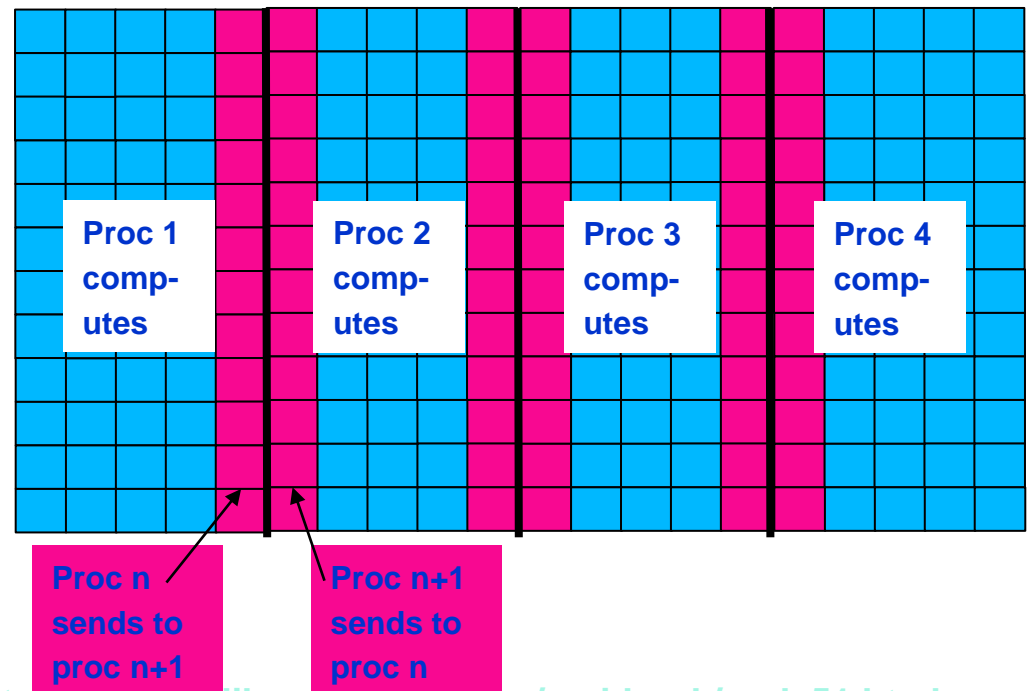 Proc 1
comp-
utes
Proc 2
comp-
utes
Proc 3
comp-
utes
Proc 4
comp-
utes
Proc n
sends to
proc n+1
Proc n+1
sends to
proc n